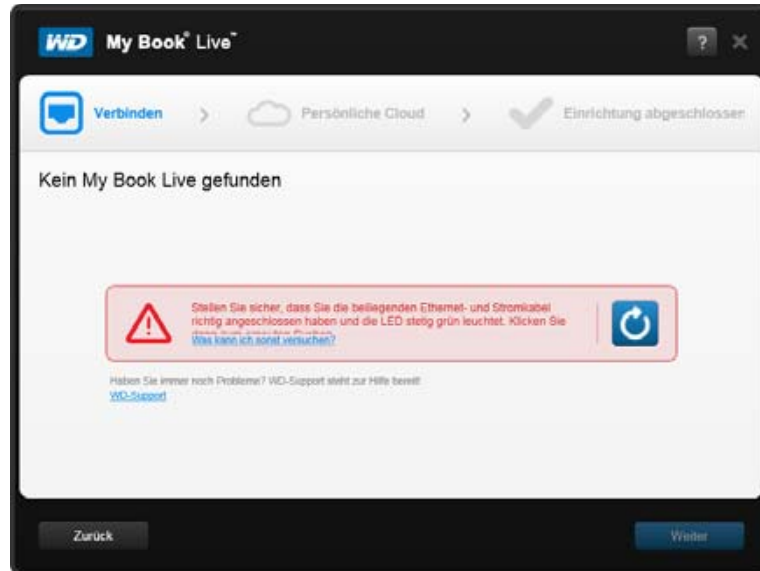 WD My Book® Live™ ?
Verbinden > Persönliche Cloud > Einrichtung abgeschlossen
Kein My Book Live gefunden
Stellen Sie sicher, dass Sie die beiliegenden Ethernet- und Stromkabel
richtig angeschlossen haben und die LED stetig grün leuchtet. Klicken Sie
Was kann ich sonst versuchen?
Haben Sie immer noch Probleme? WD-Support steht zur Hilfe bereit!
WD-Support
Zurück Weiter